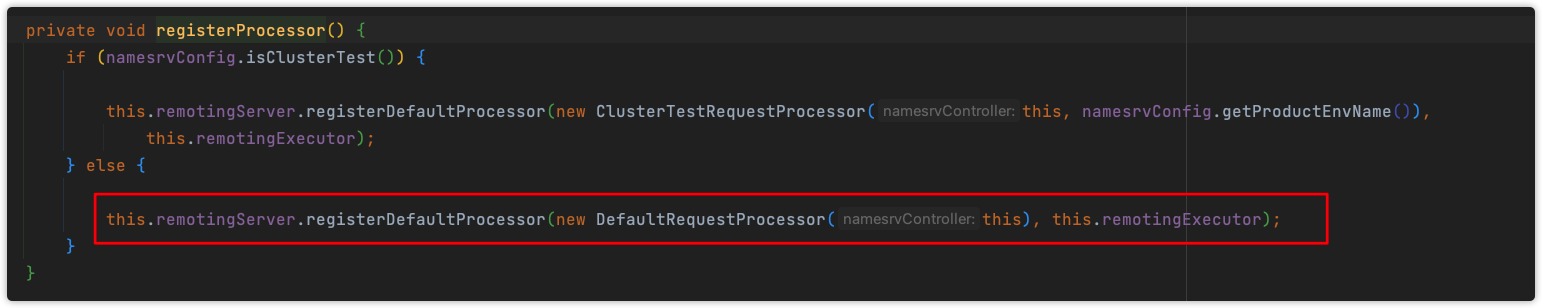 private void registerProcessor() {
if (namesrvConfig.isClusterTest()) {
this.remotingServer.registerDefaultProcessor(new ClusterTestRequestProcessor( namesrvController: this, namesrvConfig.getProductEnvName()),
this.remotingExecutor);
} else {
this.remotingServer.registerDefaultProcessor(new DefaultRequestProcessor( namesrvController: this), this.remotingExecutor);
}
}